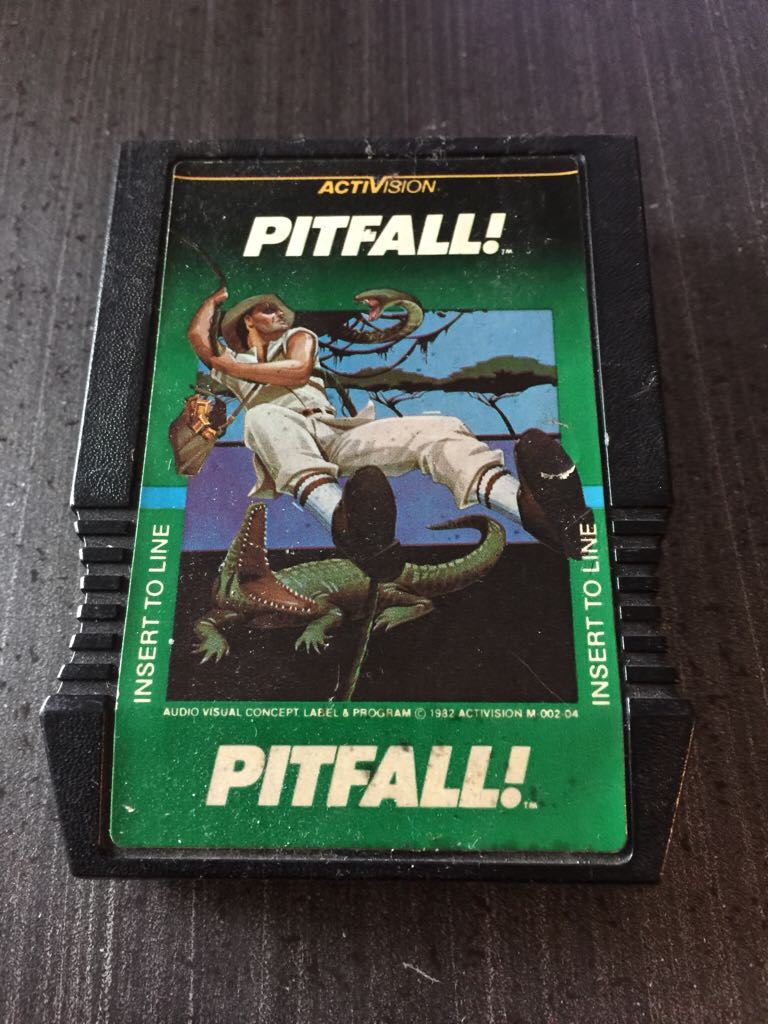 ACTIVISION
PITFALL!™
INSERT TO LINE
INSERT TO LINE
AUDIO VISUAL CONCEPT LABEL & PROGRAM © 1982 ACTIVISION M-002-04
PITFALL!™